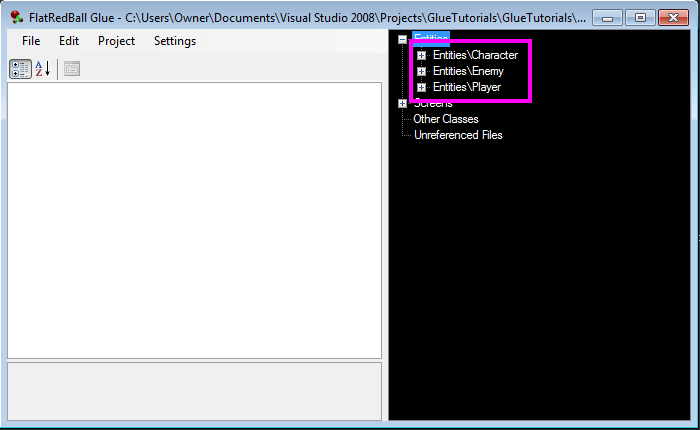 FlatRedBall Glue - C:\Users\Owner\Documents\Visual Studio 2008\Projects\GlueTutorials\GlueTutorials\...
File Edit Project Settings
Entities
Entities\Character
Entities\Enemy
Entities\Player
Screens
Other Classes
Unreferenced Files